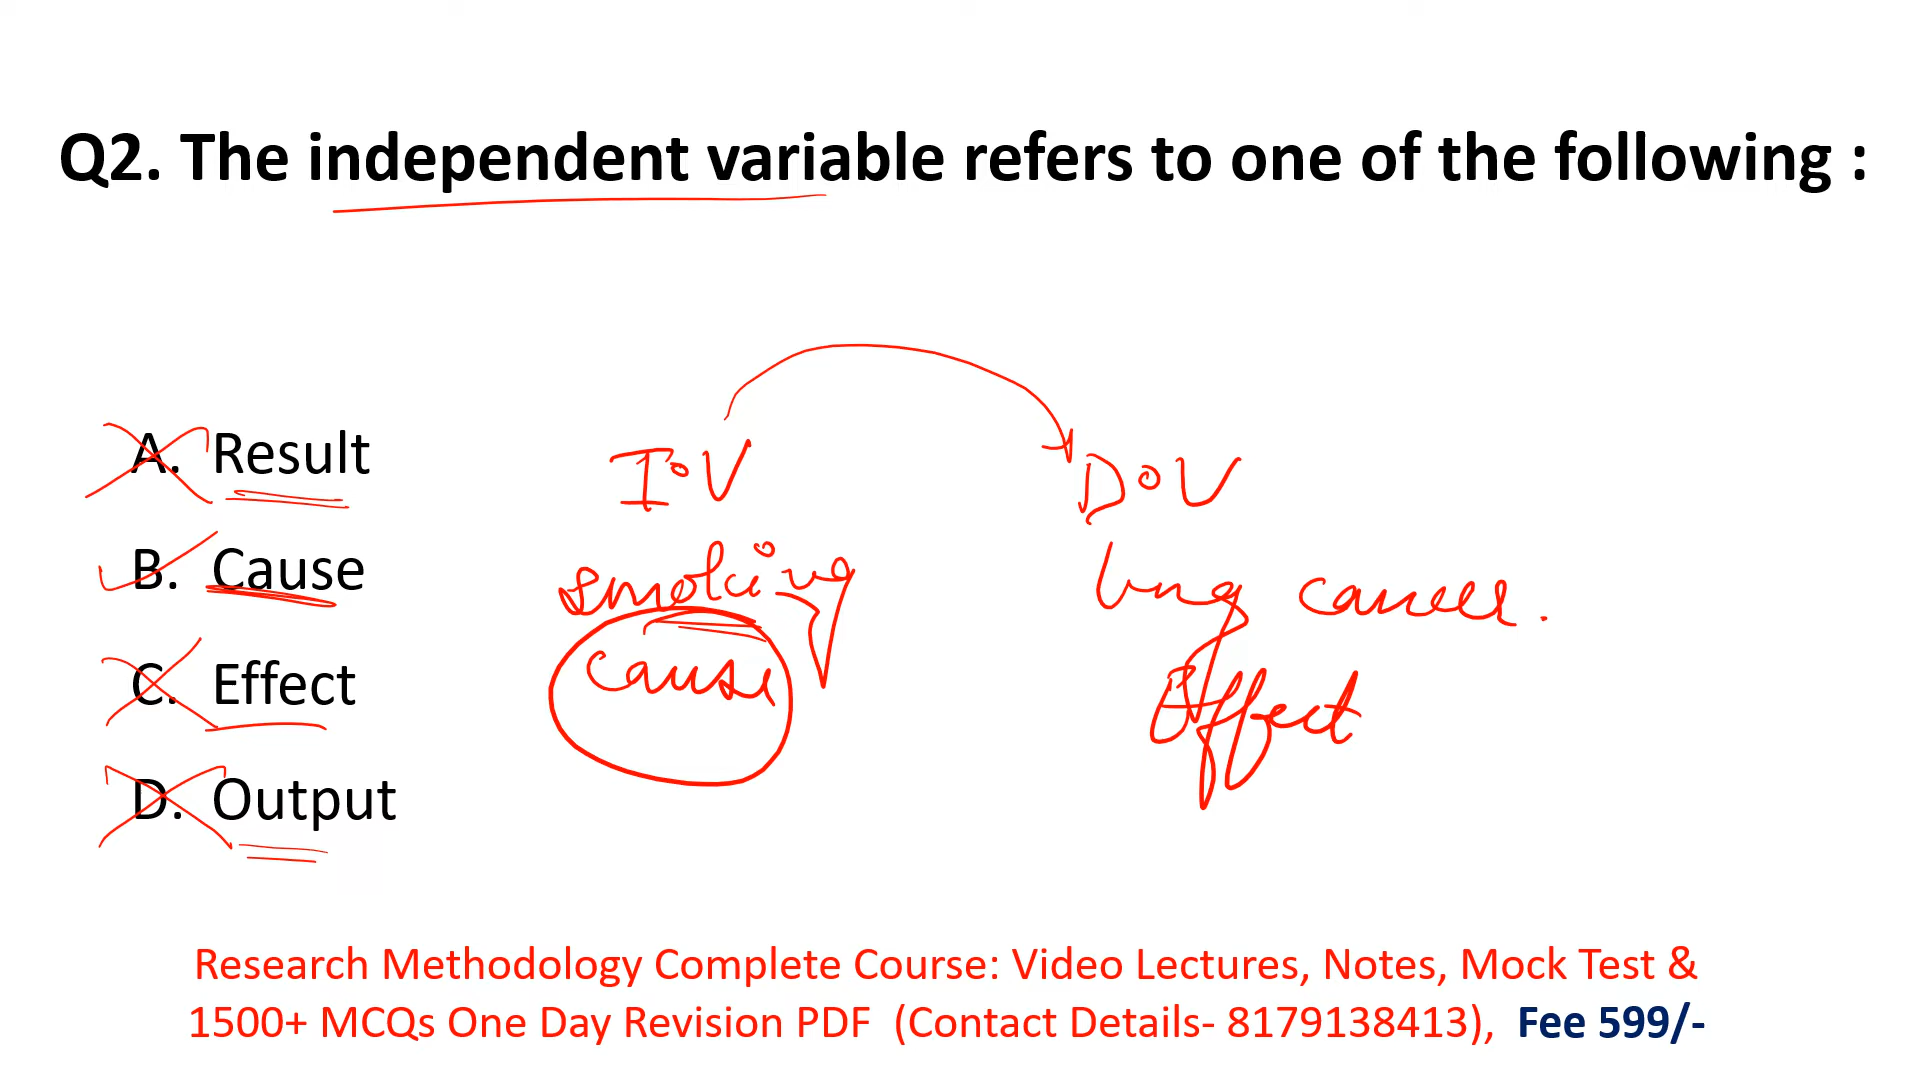 Q2. The independent variable refers to one of the following :
A. Result
B. Cause
C. Effect
D. Output
I.V
D.V
smoking
lung cancer.
cause
Effect
Research Methodology Complete Course: Video Lectures, Notes, Mock Test &
1500+ MCQs One Day Revision PDF (Contact Details- 8179138413), Fee 599/-